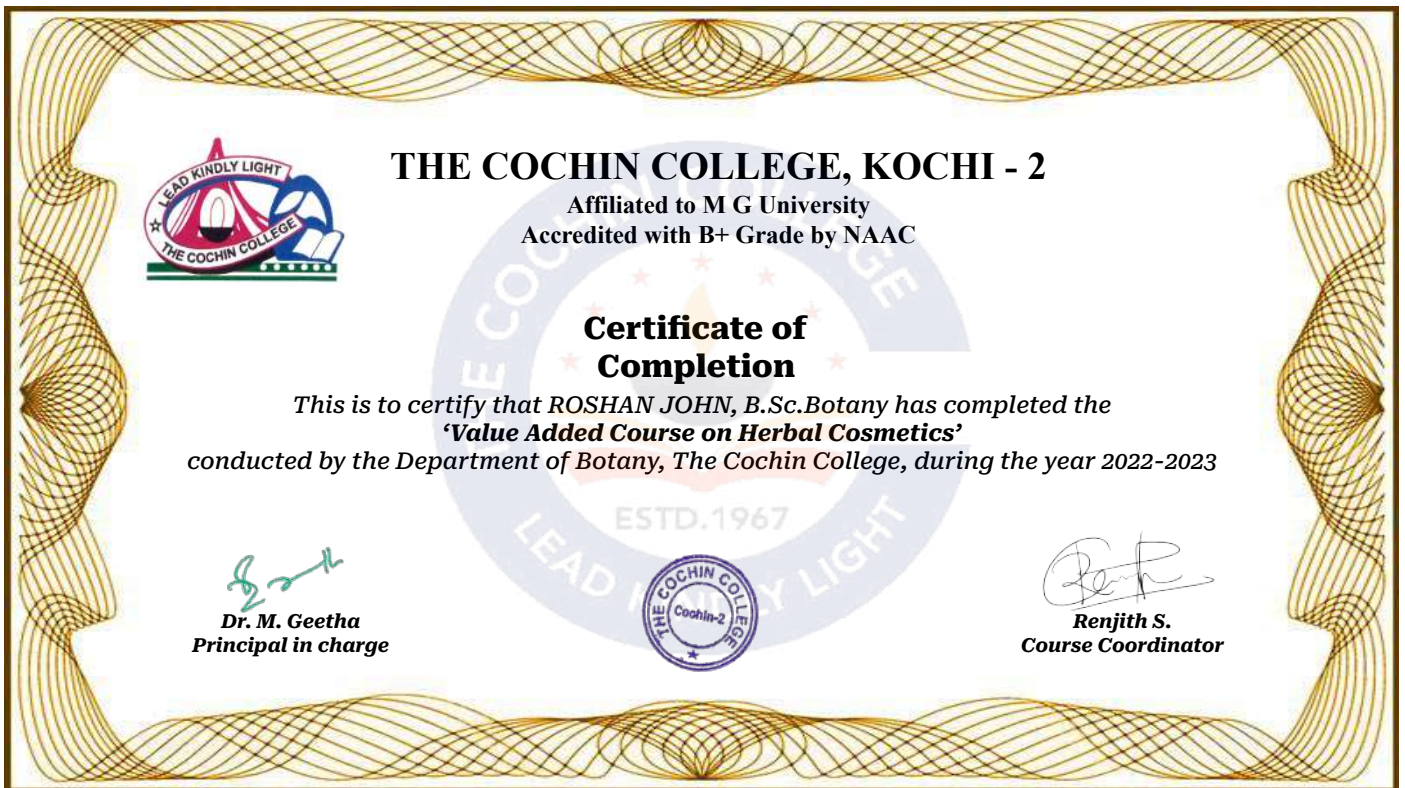 LEAD KINDLY LIGHT
THE COCHIN COLLEGE
THE COCHIN COLLEGE, KOCHI - 2
Affiliated to M G University
Accredited with B+ Grade by NAAC
THE COCHIN COLLEGE
Certificate of
Completion
This is to certify that ROSHAN JOHN, B.Sc.Botany has completed the
‘Value Added Course on Herbal Cosmetics’
conducted by the Department of Botany, The Cochin College, during the year 2022-2023
ESTD.1967
LEAD KINDLY LIGHT
THE COCHIN COLLEGE
Cochin-2
Dr. M. Geetha
Principal in charge
Renjith S.
Course Coordinator